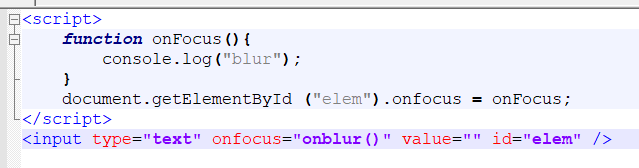 <script>
function onFocus(){
console.log("blur");
}
document.getElementById ("elem").onfocus = onFocus;
</script>
<input type="text" onfocus="onblur()" value="" id="elem" />